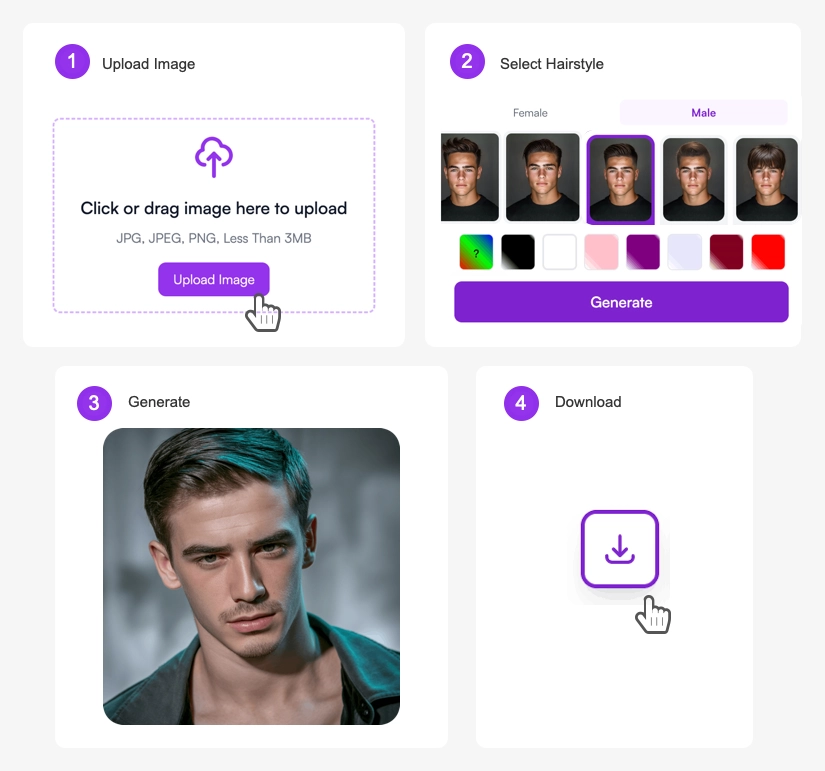 1
Upload Image
Click or drag image here to upload
JPG, JPEG, PNG, Less Than 3MB
Upload Image
2
Select Hairstyle
Female
Male
?
Generate
3
Generate
4
Download